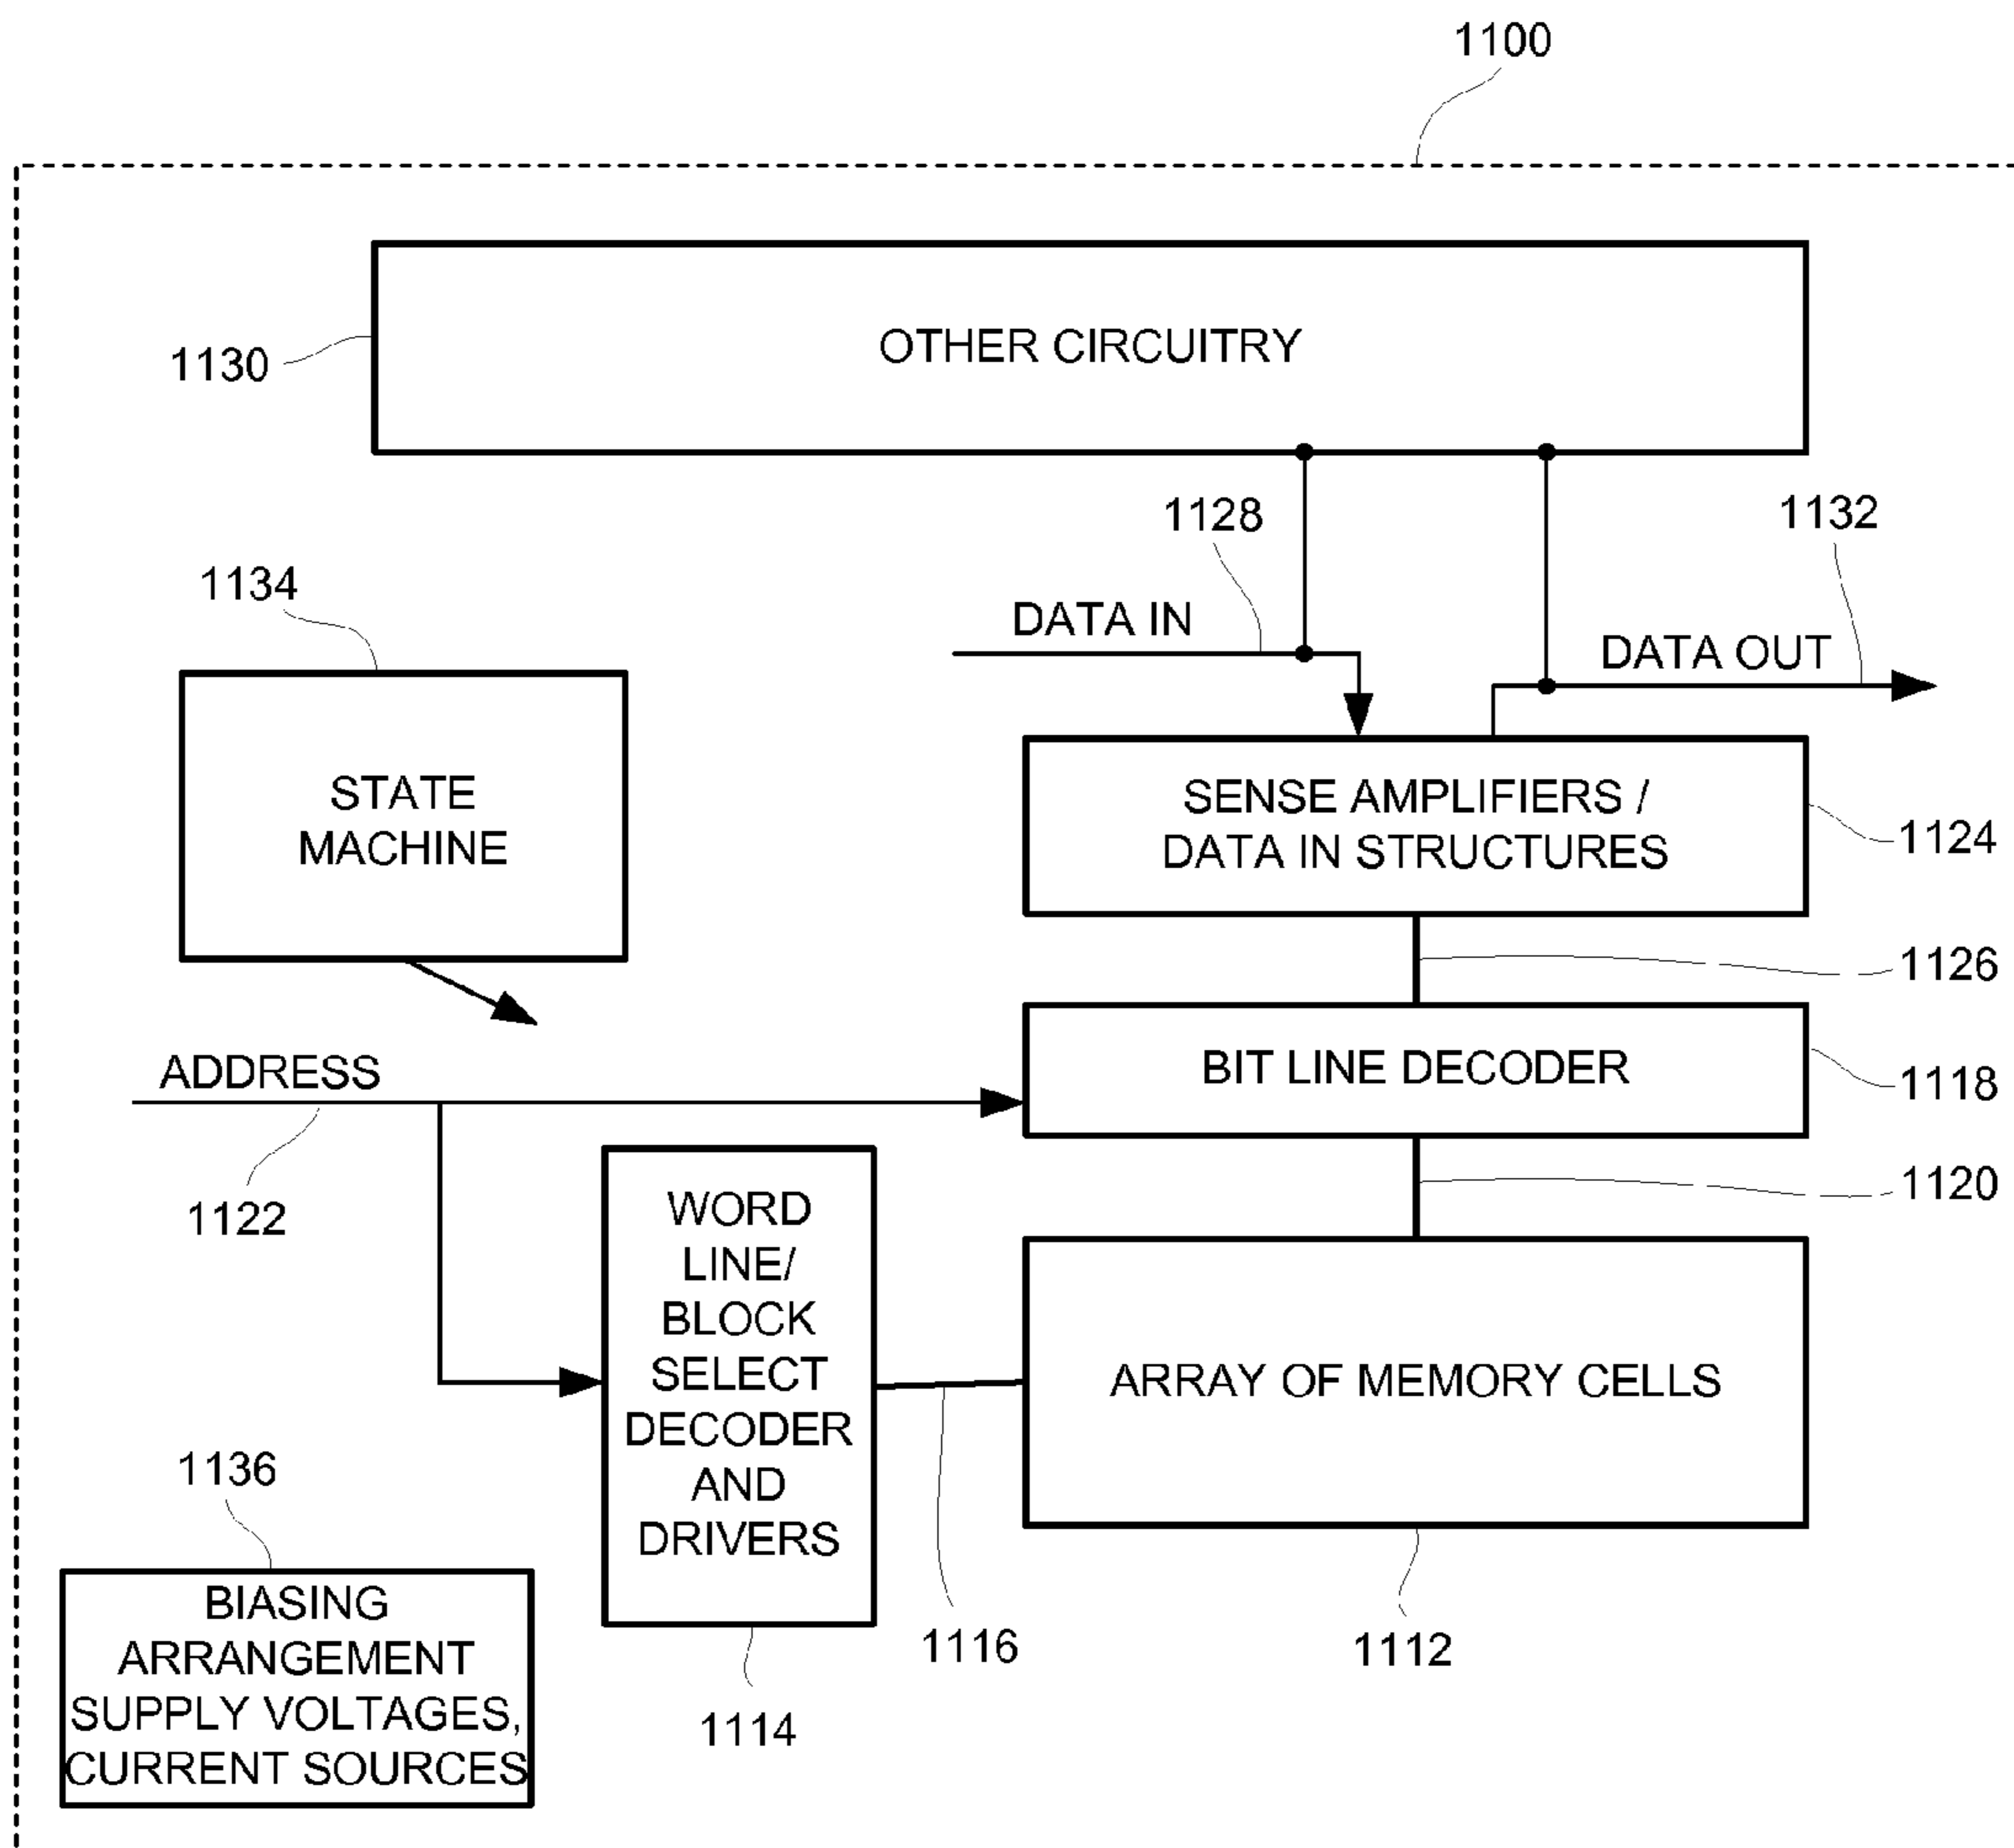 1100
OTHER CIRCUITRY
1130
1128
1132
1134
DATA IN
DATA OUT
STATE
MACHINE
SENSE AMPLIFIERS /
DATA IN STRUCTURES
1124
1126
ADDRESS
BIT LINE DECODER
1118
1122
1120
WORD
LINE/
BLOCK
SELECT
DECODER
AND
DRIVERS
ARRAY OF MEMORY CELLS
1136
1116
1112
BIASING
ARRANGEMENT
SUPPLY VOLTAGES,
CURRENT SOURCES
1114